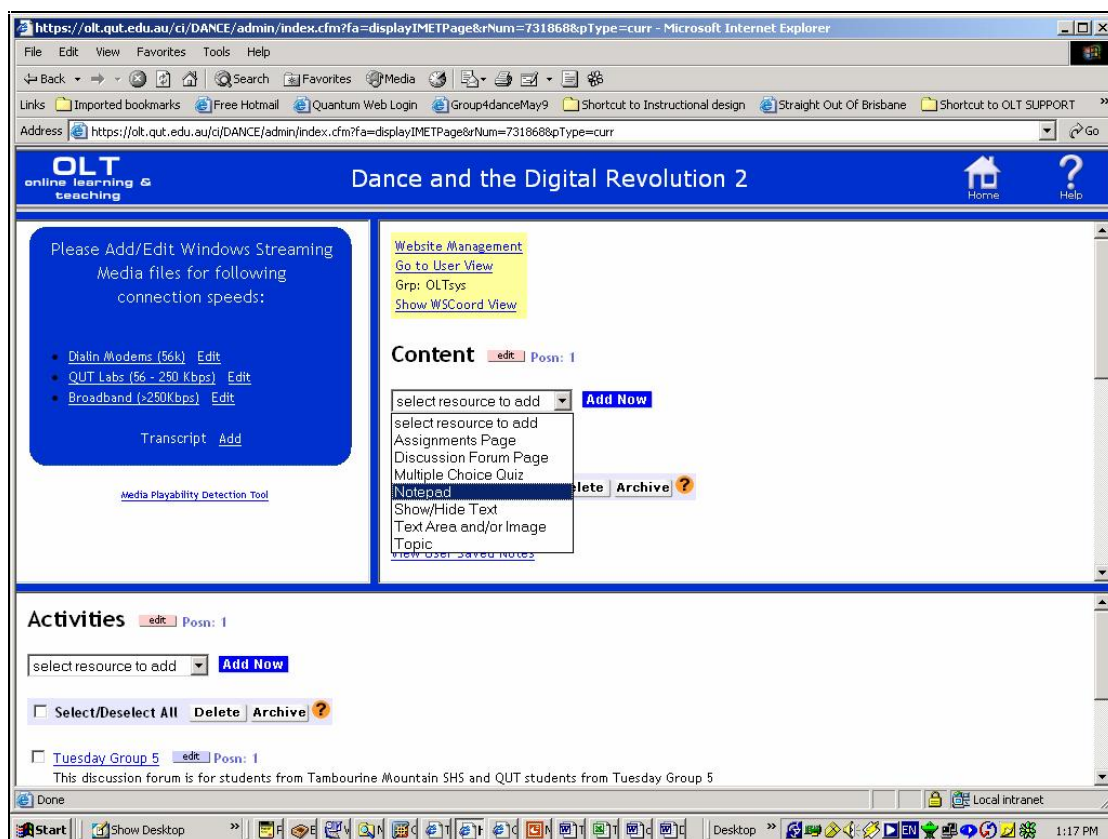 https://olt.qut.edu.au/ci/DANCE/admin/index.cfm?fa=displayIMETPage&rNum=731868&pType=curr - Microsoft Internet Explorer
File Edit View Favorites Tools Help
Back Search Favorites Media
Links Imported bookmarks Free Hotmail Quantum Web Login Group4danceMay9 Shortcut to Instructional design Straight Out Of Brisbane Shortcut to OLT SUPPORT »
Address https://olt.qut.edu.au/ci/DANCE/admin/index.cfm?fa=displayIMETPage&rNum=731868&pType=curr Go
OLT
online learning &
teaching
Dance and the Digital Revolution 2
Home
? Help
Please Add/Edit Windows Streaming
Media files for following
connection speeds:
Dialin Modems (56k) Edit
QUT Labs (56 - 250 Kbps) Edit
Broadband (>250Kbps) Edit
Transcript Add
Media Playability Detection Tool
Website Management
Go to User View
Grp: OLTsys
Show WSCoord View
Content edit Posn: 1
select resource to add Add Now
select resource to add
Assignments Page
Discussion Forum Page
Multiple Choice Quiz
Notepad lete Archive ?
Show/Hide Text
Text Area and/or Image
Topic
View User Saved Notes
Activities edit Posn: 1
select resource to add Add Now
Select/Deselect All Delete Archive ?
Tuesday Group 5 edit Posn: 1
This discussion forum is for students from Tambourine Mountain SHS and QUT students from Tuesday Group 5
Done Local intranet
Start Show Desktop » Desktop » EN 1:17 PM